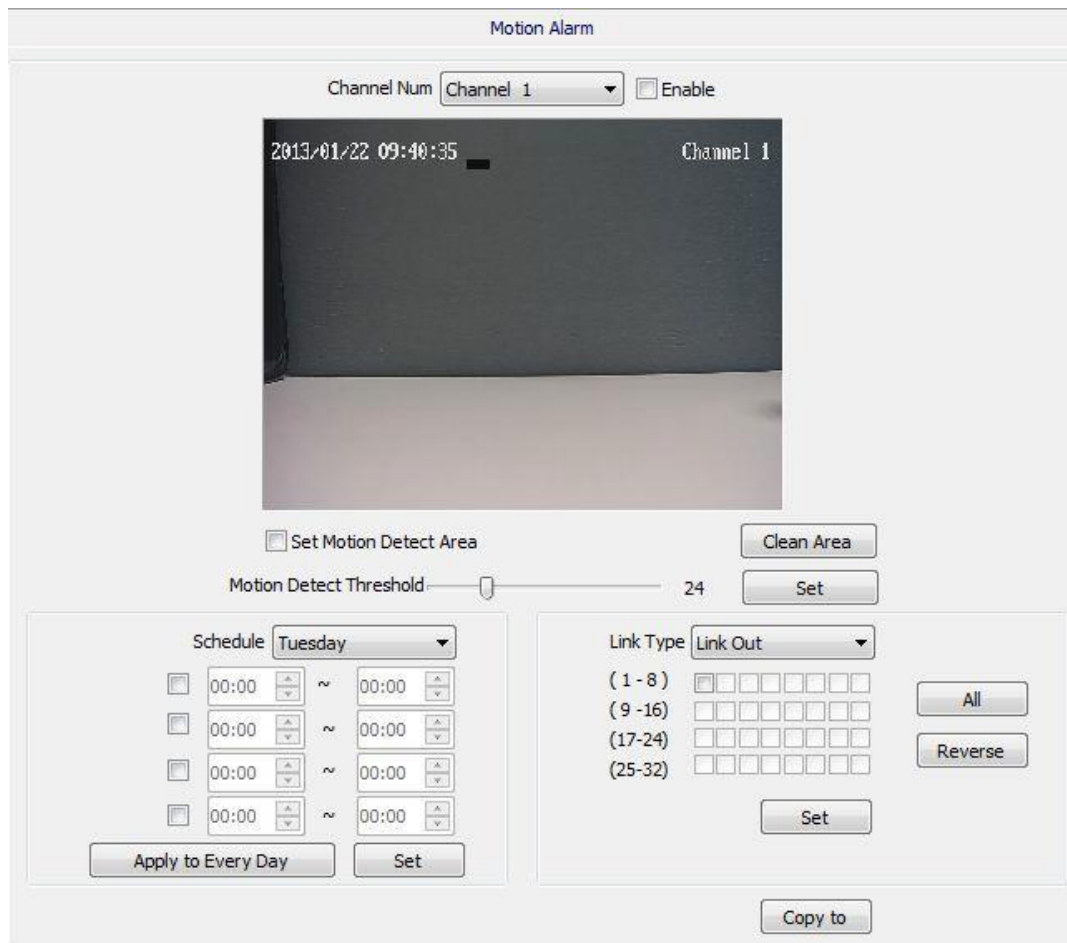 Motion Alarm
Channel Num Channel 1 Enable
2013/01/22 09:40:35 Channel 1
Set Motion Detect Area Clean Area
Motion Detect Threshold 24 Set
Schedule Tuesday
00:00 ~ 00:00
00:00 ~ 00:00
00:00 ~ 00:00
00:00 ~ 00:00
Apply to Every Day Set
Link Type Link Out
( 1 - 8 )
( 9 -16)
(17-24)
(25-32)
All
Reverse
Set
Copy to